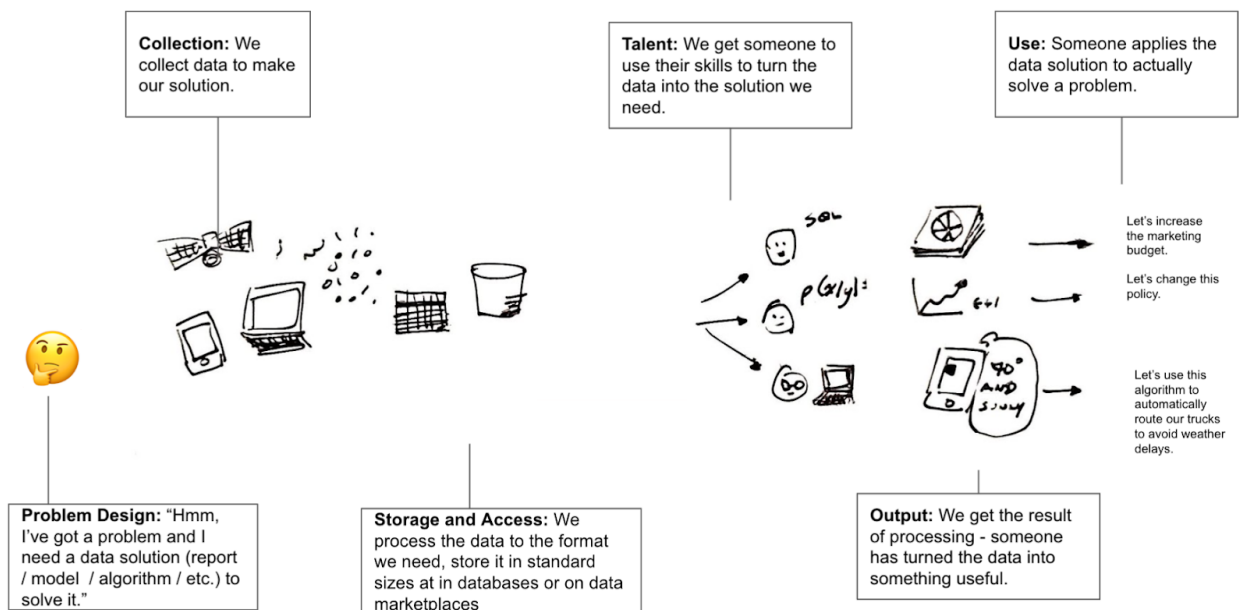 Collection: We
collect data to make
our solution.
Talent: We get someone to
use their skills to turn the
data into the solution we
need.
Use: Someone applies the
data solution to actually
solve a problem.
SQL
p(x/y)=
90°
AND
Let's increase
the marketing
budget.
Let's change this
policy.
Let's use this
algorithm to
automatically
route our trucks
to avoid weather
delays.
Problem Design: “Hmm,
I've got a problem and I
need a data solution (report
/ model / algorithm / etc.) to
solve it.”
Storage and Access: We
process the data to the format
we need, store it in standard
sizes at in databases or on data
marketplaces
Output: We get the result
of processing - someone
has turned the data into
something useful.